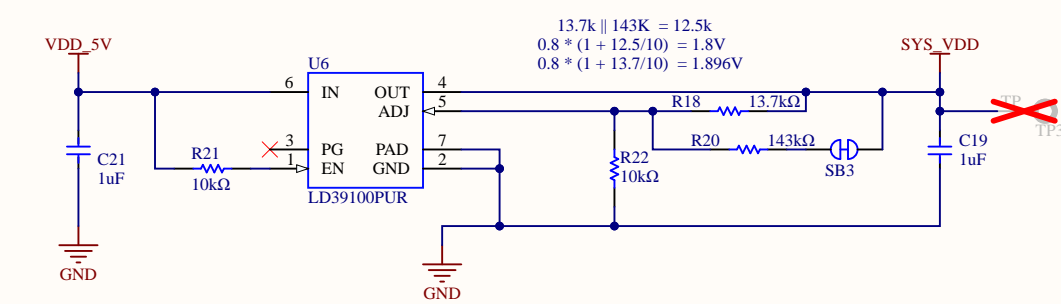 13.7k || 143K = 12.5k
0.8 * (1 + 12.5/10) = 1.8V
0.8 * (1 + 13.7/10) = 1.896V
VDD_5V
SYS_VDD
U6
6 IN OUT 4
ADJ 5
R18 13.7kΩ
TP
TP3
3 PG PAD 7
1 EN GND 2
LD39100PUR
C21
1uF
R21
10kΩ
R20 143kΩ
SB3
R22
10kΩ
C19
1uF
GND
GND